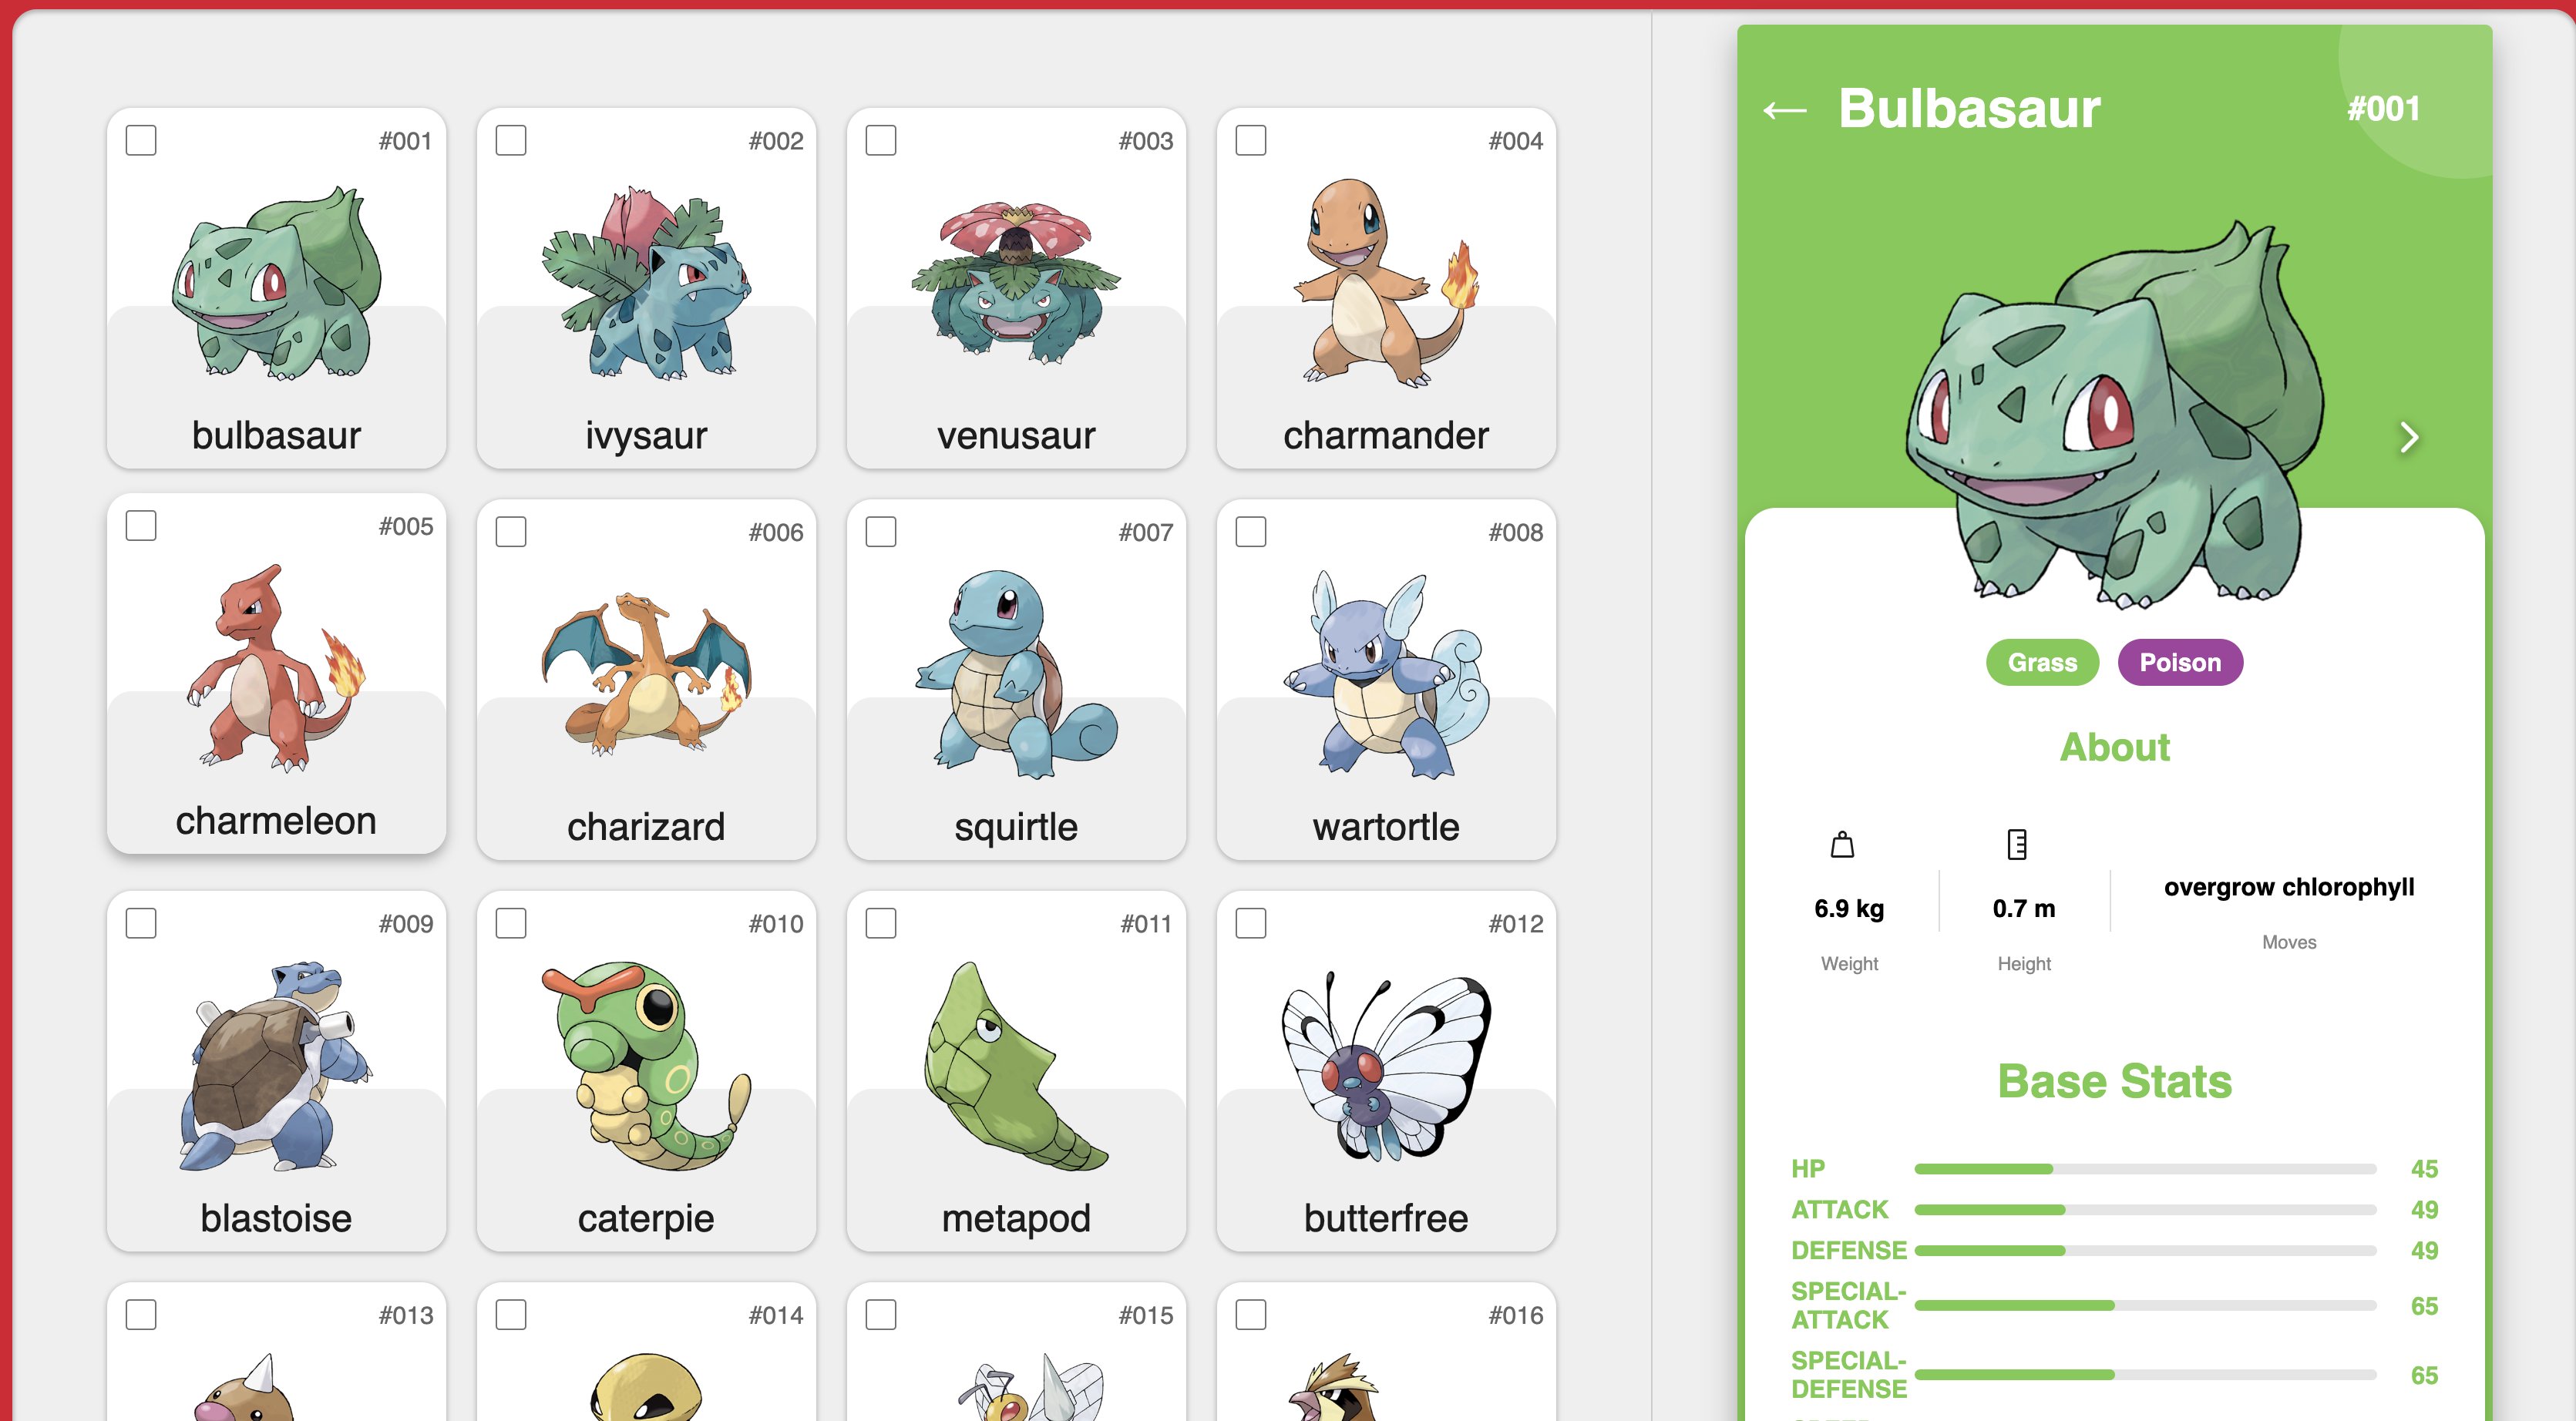 #001
#002
#003
#004
bulbasaur
ivysaur
venusaur
charmander
#005
#006
#007
#008
charmeleon
charizard
squirtle
wartortle
#009
#010
#011
#012
blastoise
caterpie
metapod
butterfree
#013
#014
#015
#016
Bulbasaur
#001
Grass
Poison
About
6.9 kg
Weight
0.7 m
Height
overgrow chlorophyll
Moves
Base Stats
HP 45
ATTACK 49
DEFENSE 49
SPECIAL-
ATTACK 65
SPECIAL-
DEFENSE 65